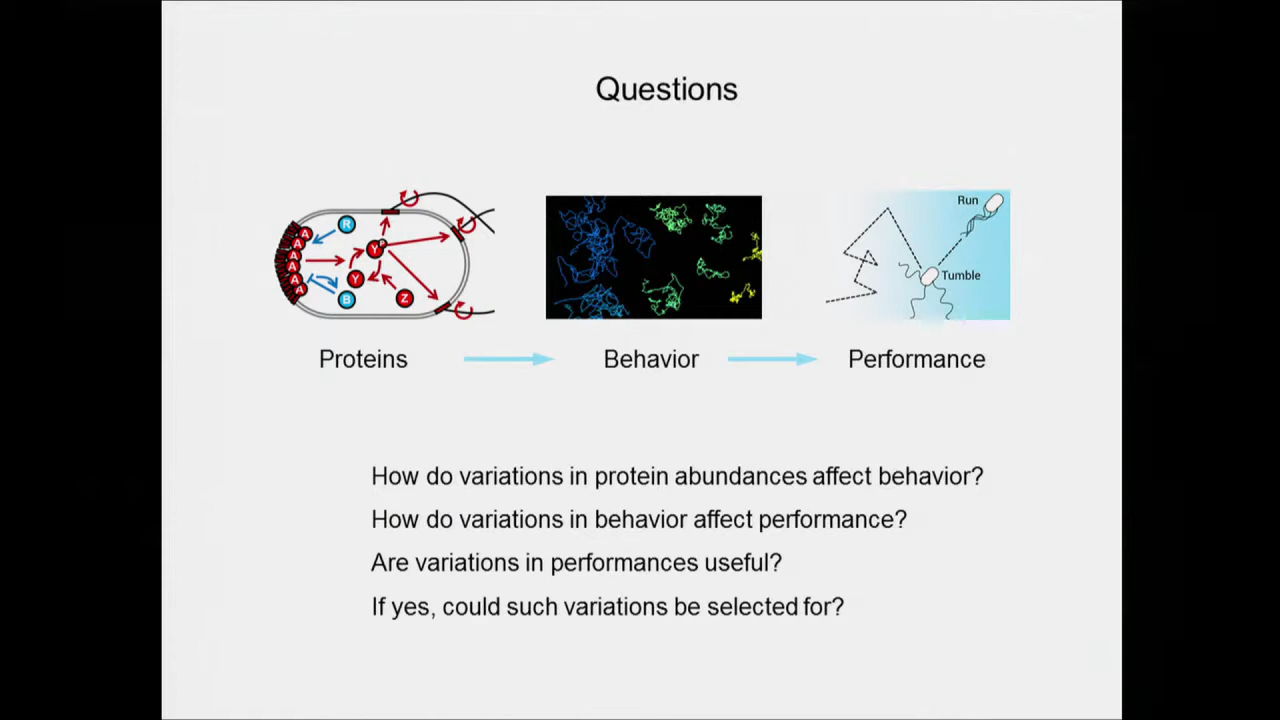 Questions
R
A
A
A
A
A
Y
Y
B
Z
Run
Tumble
Proteins
Behavior
Performance
How do variations in protein abundances affect behavior?
How do variations in behavior affect performance?
Are variations in performances useful?
If yes, could such variations be selected for?